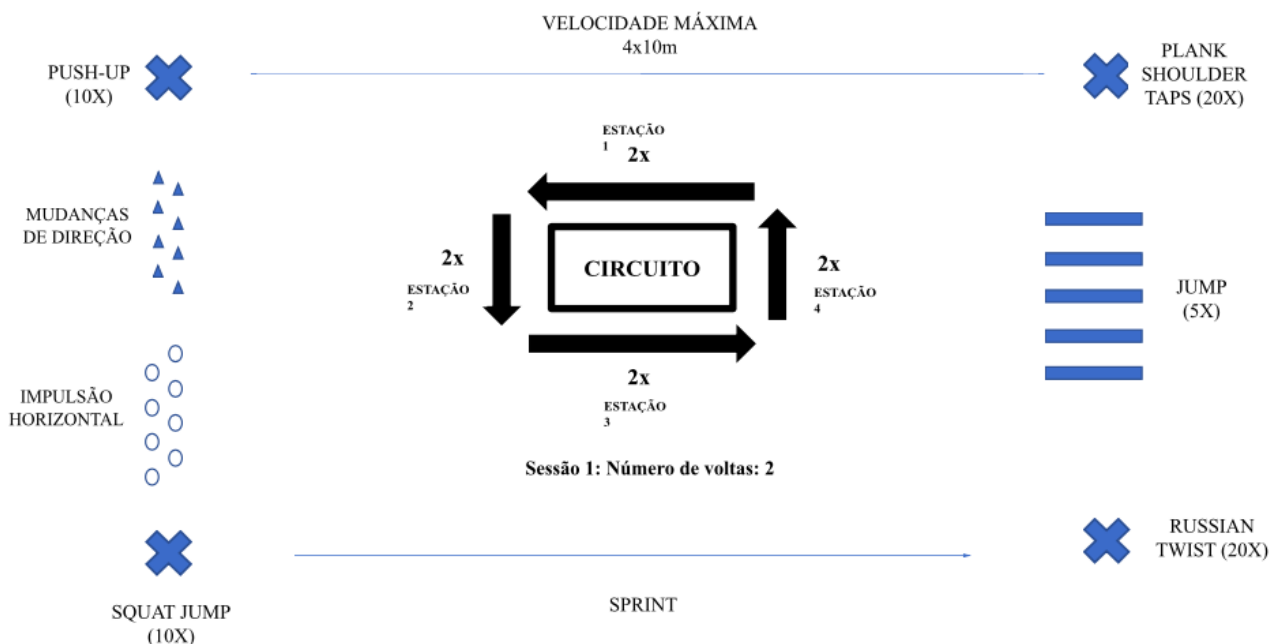 VELOCIDADE MÁXIMA
4x10m
PUSH-UP
(10X)
PLANK
SHOULDER
TAPS (20X)
ESTAÇÃO
1
2x
MUDANÇAS
DE DIREÇÃO
2x
ESTAÇÃO
2
CIRCUITO
2x
ESTAÇÃO
4
JUMP
(5X)
2x
ESTAÇÃO
3
IMPULSÃO
HORIZONTAL
Sessão 1: Número de voltas: 2
SQUAT JUMP
(10X)
SPRINT
RUSSIAN
TWIST (20X)